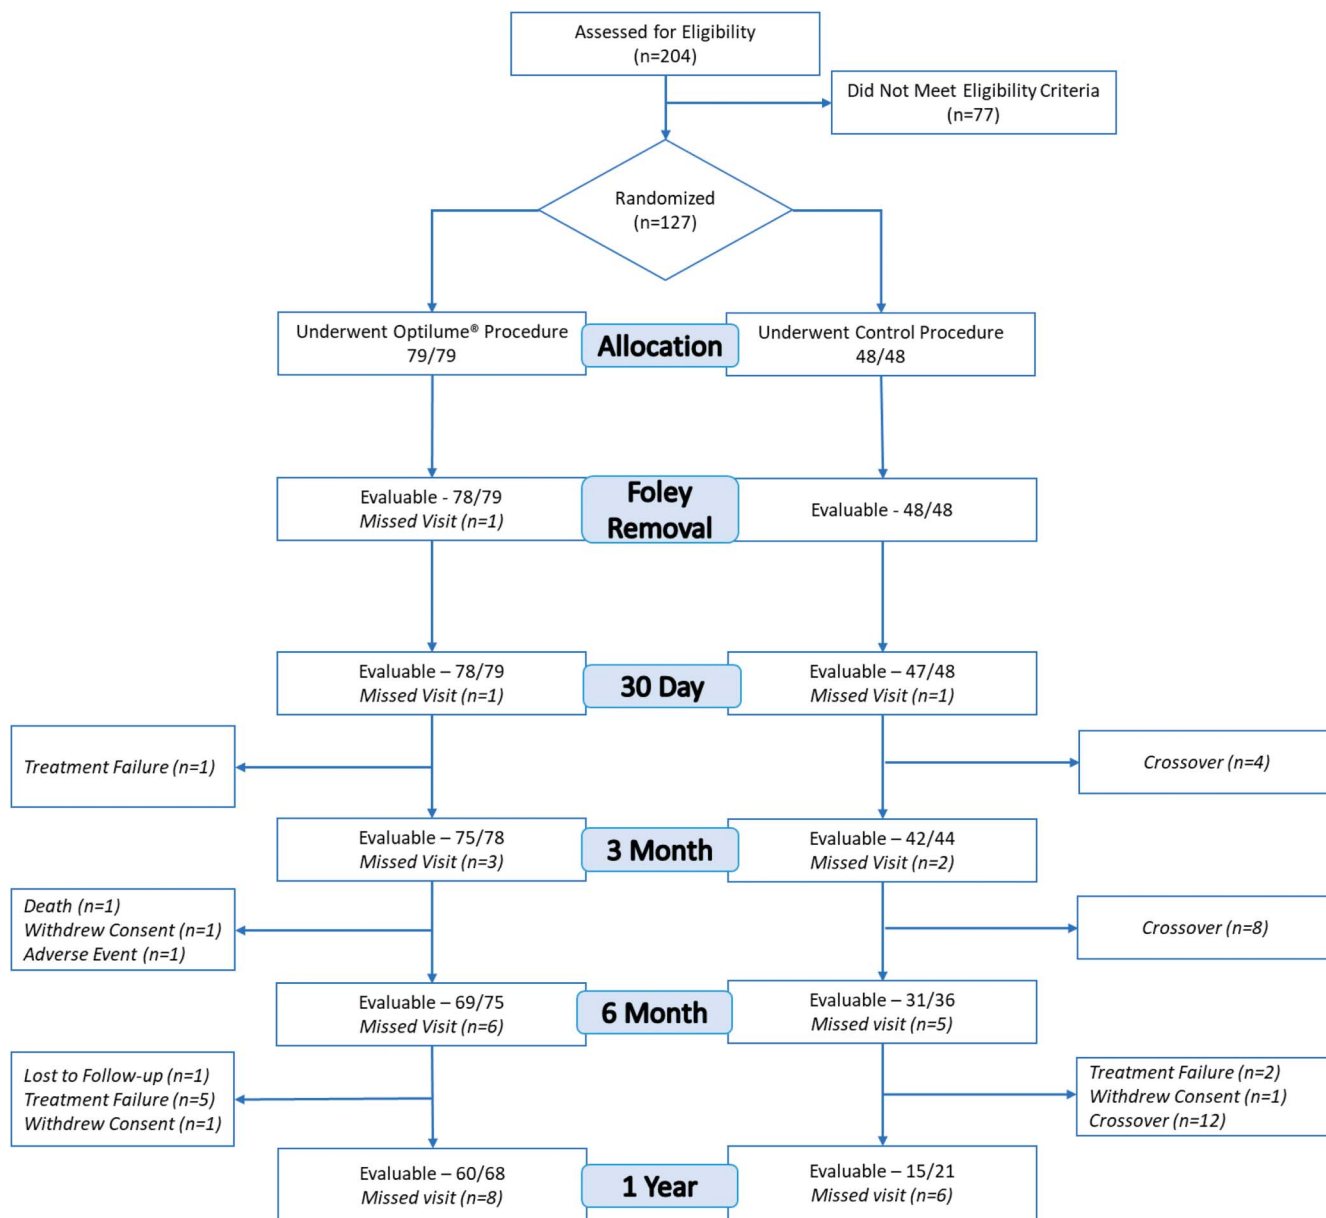 Assessed for Eligibility
(n=204)
Did Not Meet Eligibility Criteria
(n=77)
Randomized
(n=127)
Underwent Optilume® Procedure
79/79
Allocation
Underwent Control Procedure
48/48
Evaluable - 78/79
Missed Visit (n=1)
Foley
Removal
Evaluable - 48/48
Evaluable – 78/79
Missed Visit (n=1)
30 Day
Evaluable – 47/48
Missed Visit (n=1)
Treatment Failure (n=1)
Crossover (n=4)
Evaluable – 75/78
Missed Visit (n=3)
3 Month
Evaluable – 42/44
Missed Visit (n=2)
Death (n=1)
Withdrew Consent (n=1)
Adverse Event (n=1)
Crossover (n=8)
Evaluable – 69/75
Missed Visit (n=6)
6 Month
Evaluable – 31/36
Missed visit (n=5)
Lost to Follow-up (n=1)
Treatment Failure (n=5)
Withdrew Consent (n=1)
Treatment Failure (n=2)
Withdrew Consent (n=1)
Crossover (n=12)
Evaluable – 60/68
Missed visit (n=8)
1 Year
Evaluable – 15/21
Missed visit (n=6)